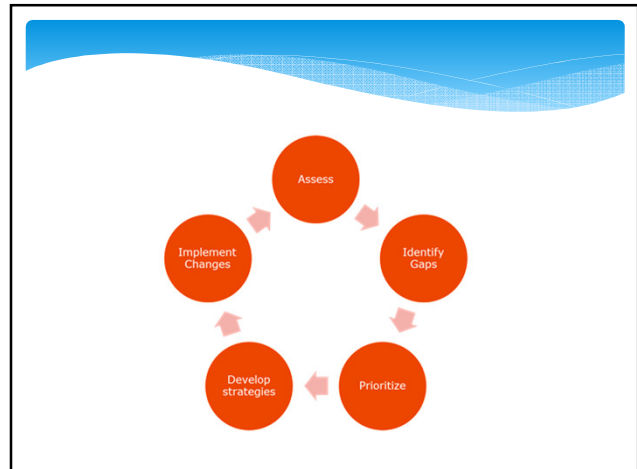 Assess
Identify
Gaps
Prioritize
Develop
strategies
Implement
Changes